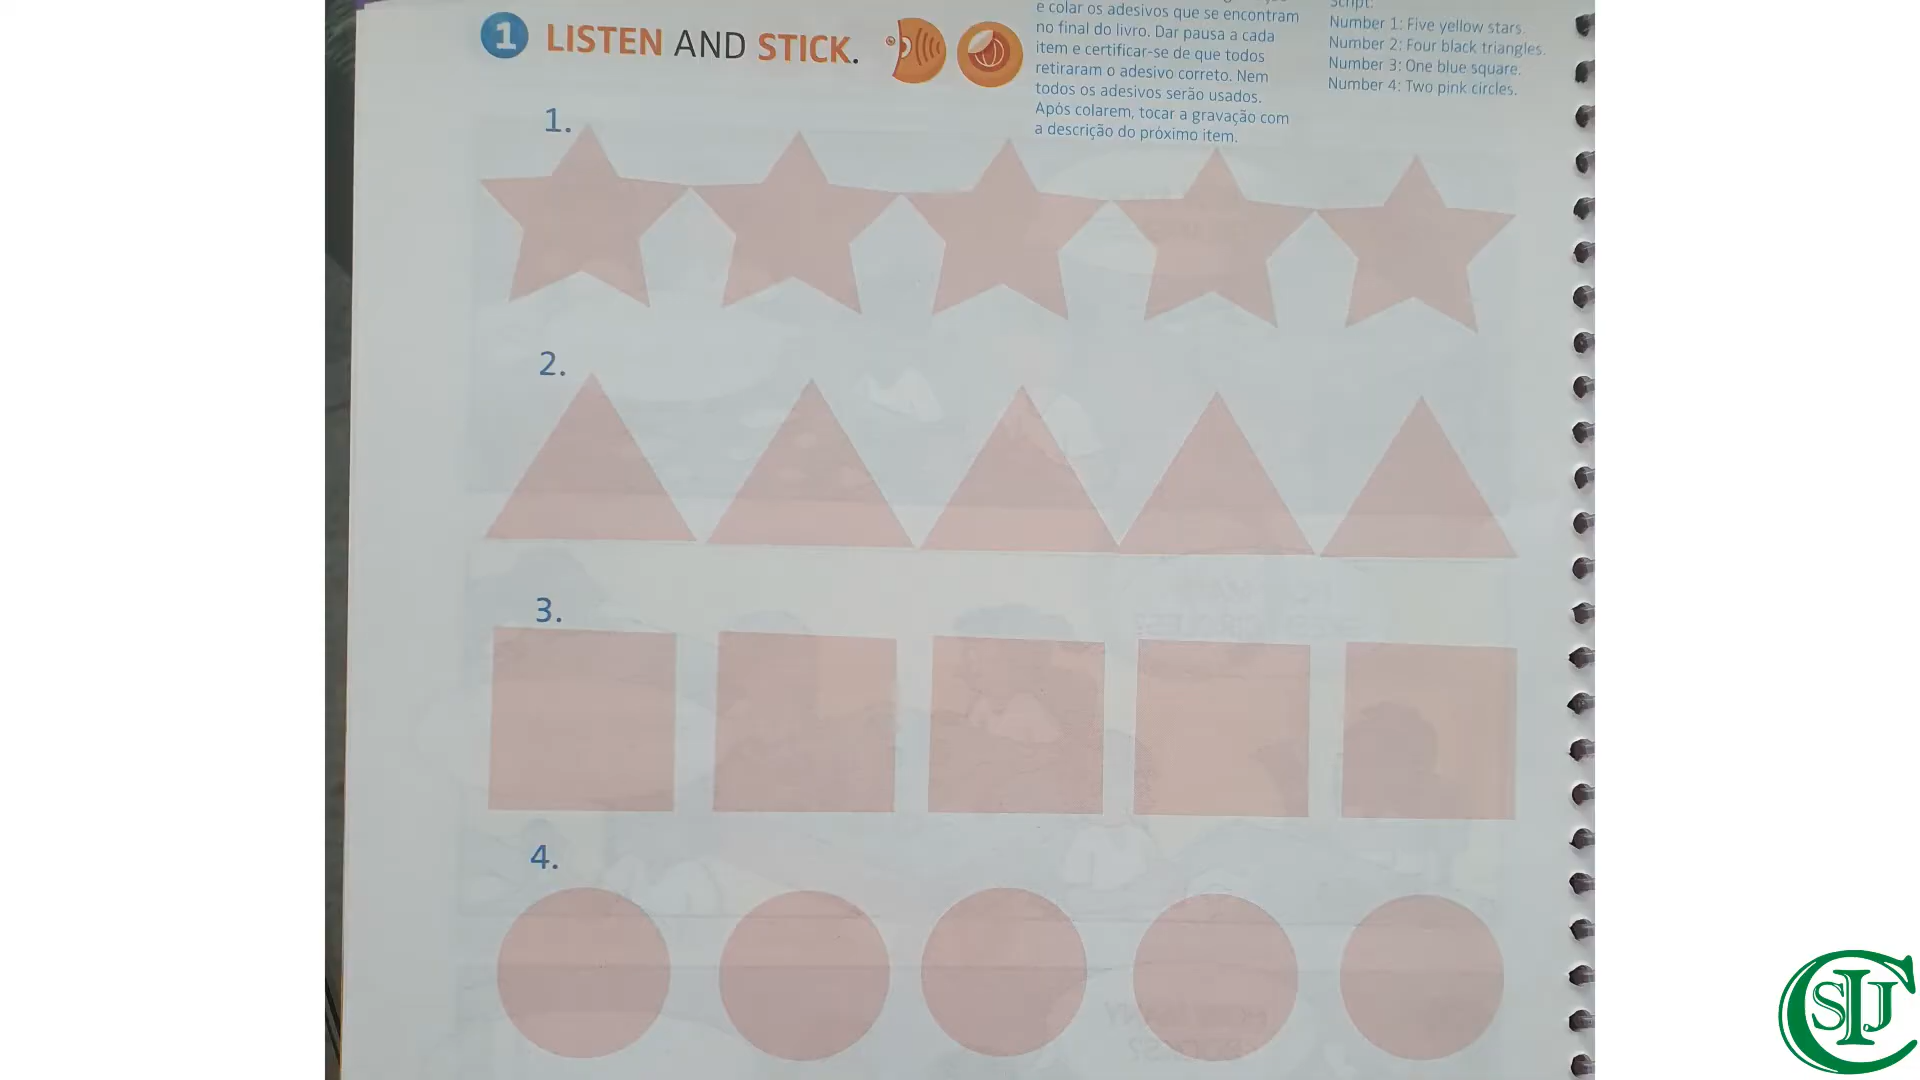 1 LISTEN AND STICK.
e colar os adesivos que se encontram
no final do livro. Dar pausa a cada
item e certificar-se de que todos
retiraram o adesivo correto. Nem
todos os adesivos serão usados.
Após colarem, tocar a gravação com
a descrição do próximo item.
Script:
Number 1: Five yellow stars.
Number 2: Four black triangles.
Number 3: One blue square.
Number 4: Two pink circles.
1.
2.
3.
4.